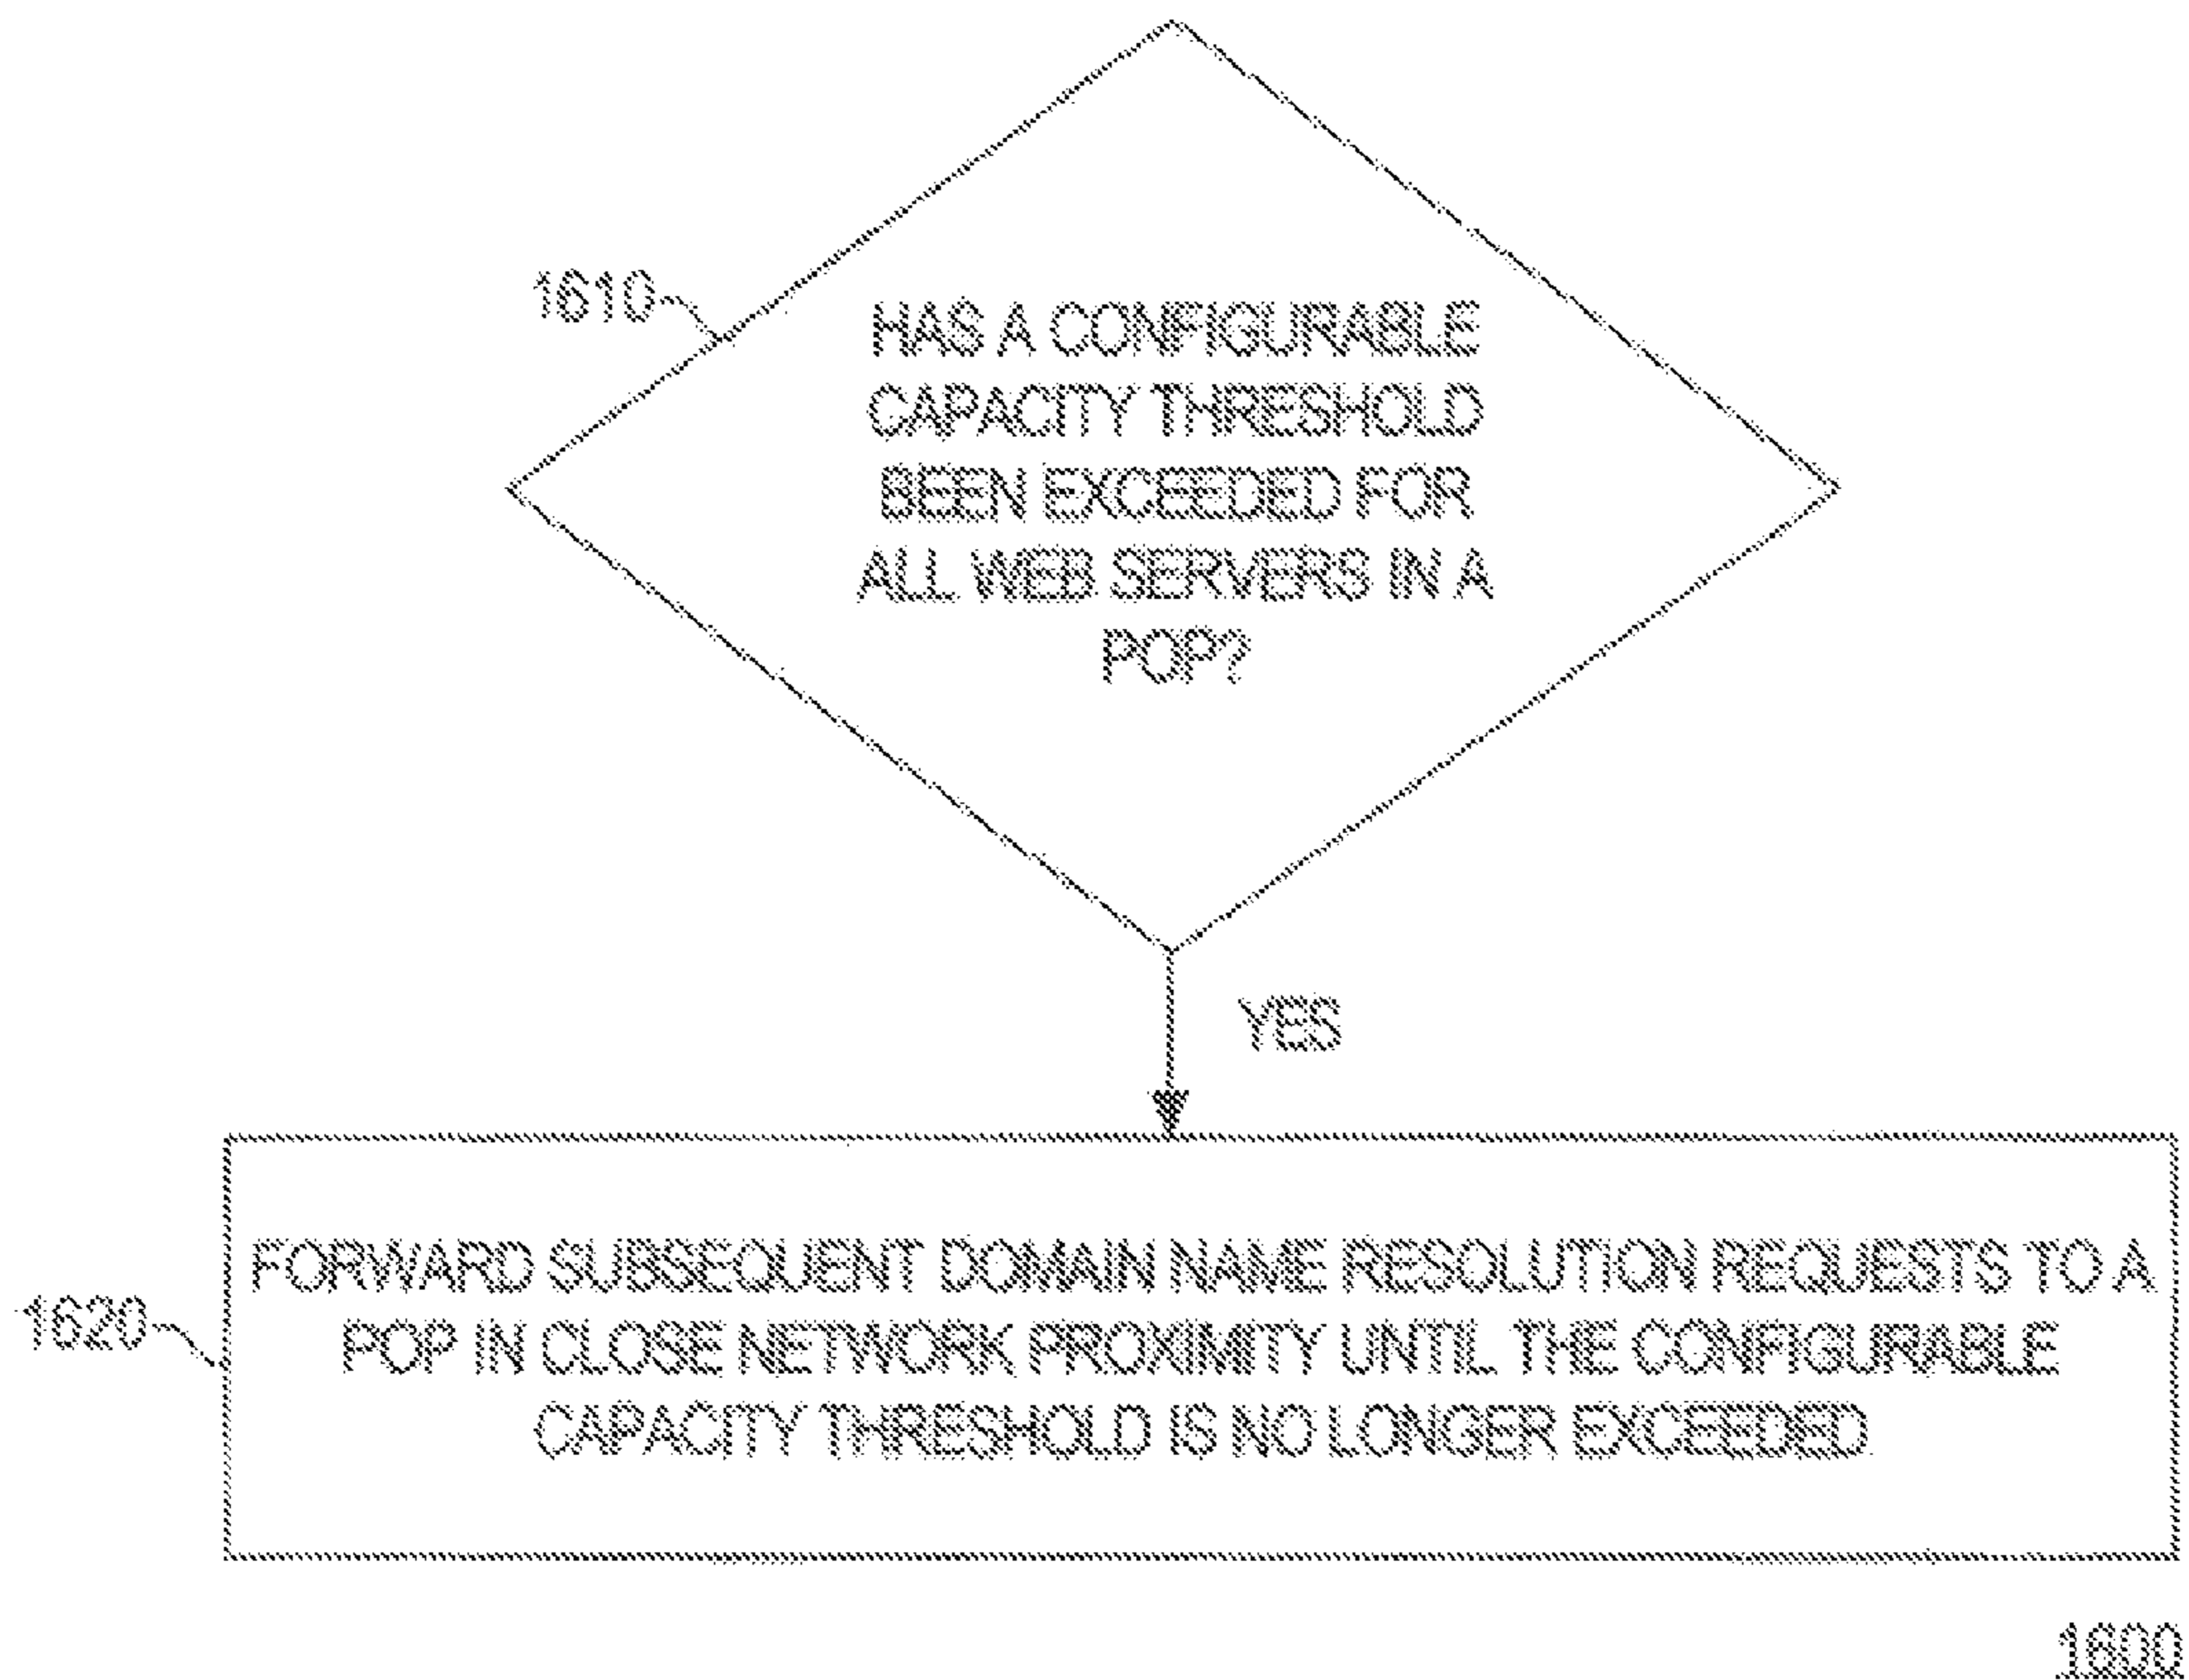 1610
HAS A CONFIGURABLE
CAPACITY THRESHOLD
BEEN EXCEEDED FOR
ALL WEB SERVERS IN A
POP?
YES
FORWARD SUBSEQUENT DOMAIN NAME RESOLUTION REQUESTS TO A
1620
POP IN CLOSE NETWORK PROXIMITY UNTIL THE CONFIGURABLE
CAPACITY THRESHOLD IS NO LONGER EXCEEDED
1600